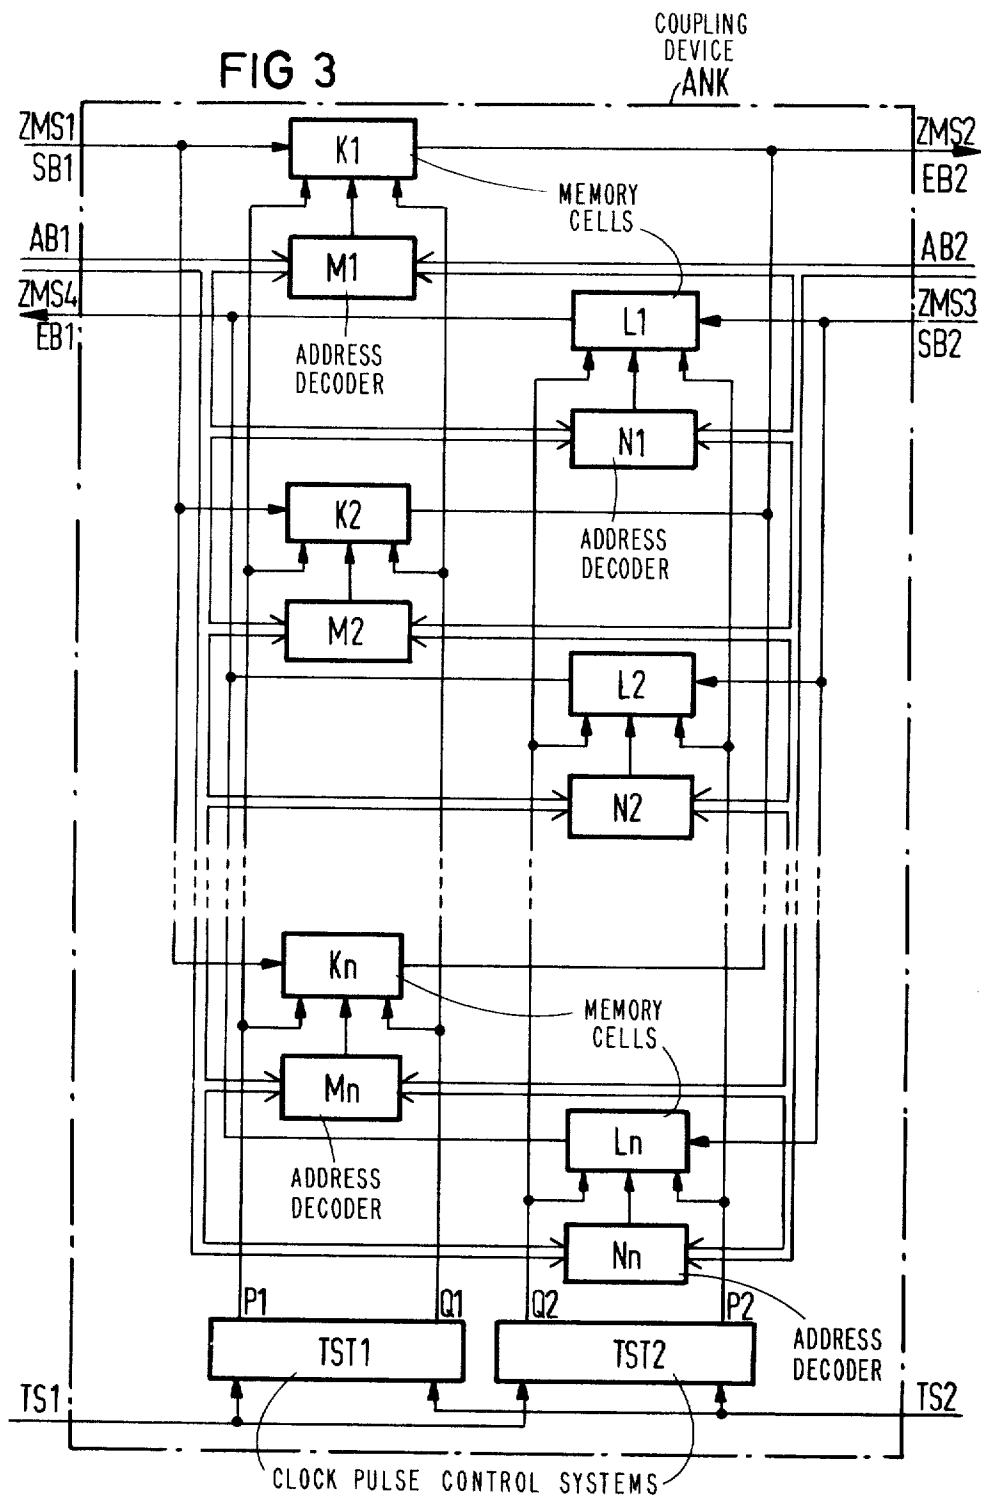 COUPLING
DEVICE
ANK
FIG 3
ZMS1
SB1
K1
ZMS2
EB2
MEMORY
CELLS
AB1
M1
AB2
ZMS4
EB1
L1
ZMS3
SB2
ADDRESS
DECODER
N1
K2
ADDRESS
DECODER
M2
L2
N2
Kn
MEMORY
CELLS
Mn
Ln
ADDRESS
DECODER
Nn
P1
Q1
Q2
P2
TST1
TST2
ADDRESS
DECODER
TS1
TS2
CLOCK PULSE CONTROL SYSTEMS